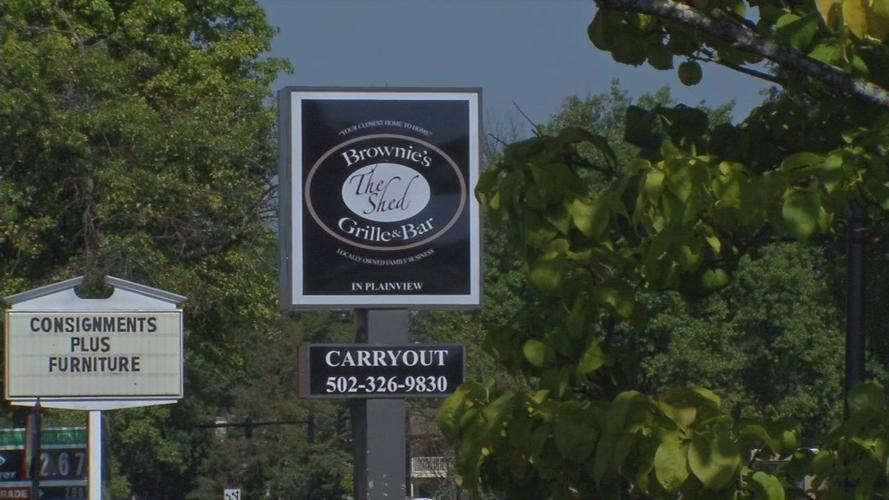 "YOUR CLOSEST HOME TO HOME"
Brownie's
The
Shed
Grille&Bar
LOCALLY OWNED FAMILY BUSINESS
IN PLAINVIEW
CARRYOUT
502-326-9830
CONSIGNMENTS
PLUS
FURNITURE
2.67